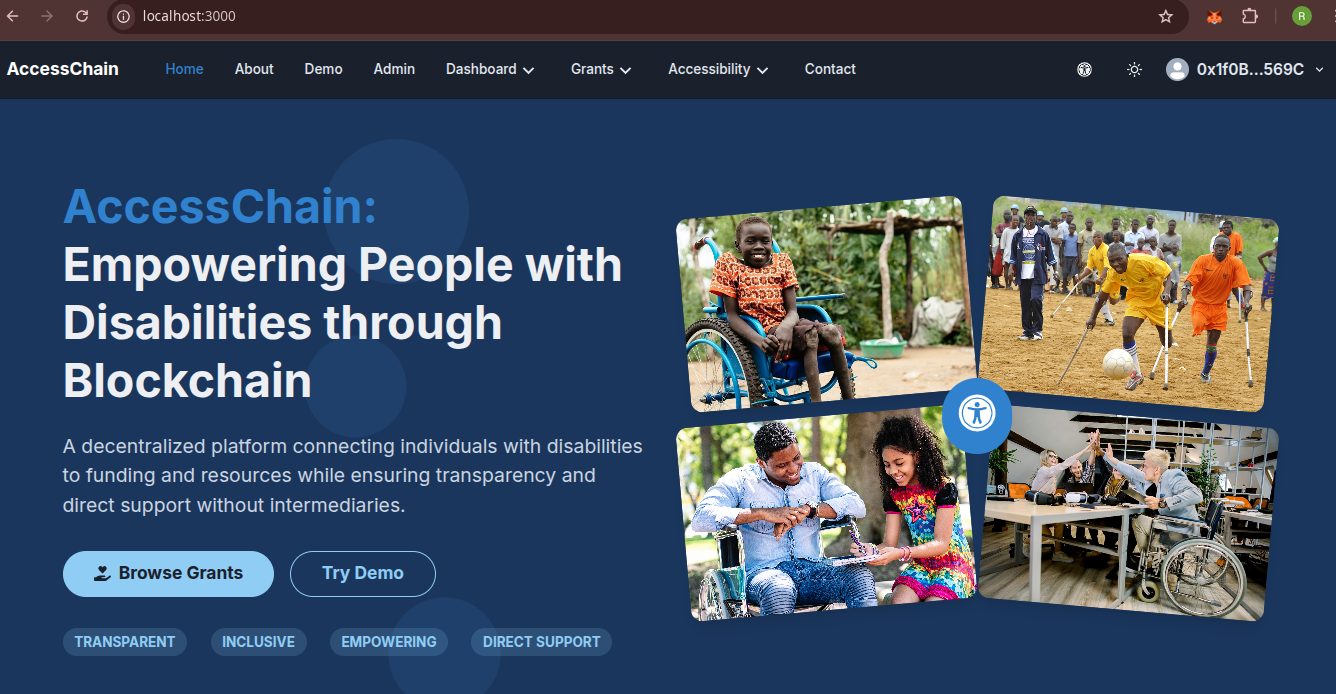 localhost:3000
R
AccessChain Home About Demo Admin Dashboard Grants Accessibility Contact 0x1f0B...569C
AccessChain:
Empowering People with
Disabilities through
Blockchain
A decentralized platform connecting individuals with disabilities
to funding and resources while ensuring transparency and
direct support without intermediaries.
Browse Grants Try Demo
TRANSPARENT INCLUSIVE EMPOWERING DIRECT SUPPORT